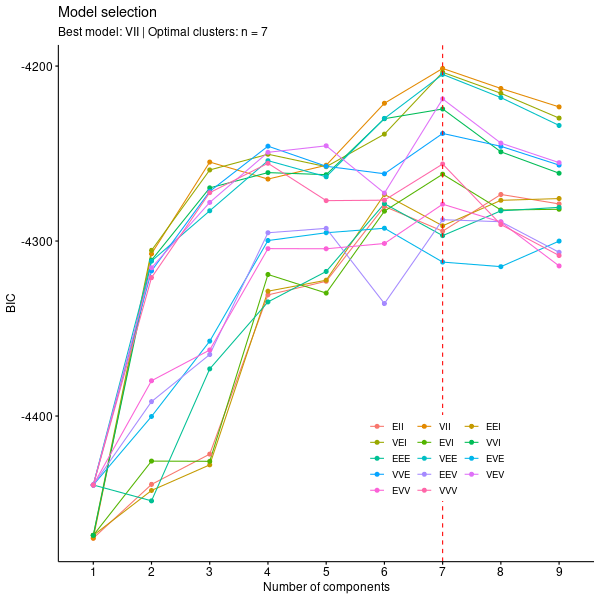 Model selection
Best model: VII | Optimal clusters: n = 7
-4200
-4300
-4400
BIC
EII VII EEI
VEI EVI VVI
EEE VEE EVE
VVE EEV VEV
EVV VVV
1 2 3 4 5 6 7 8 9
Number of components